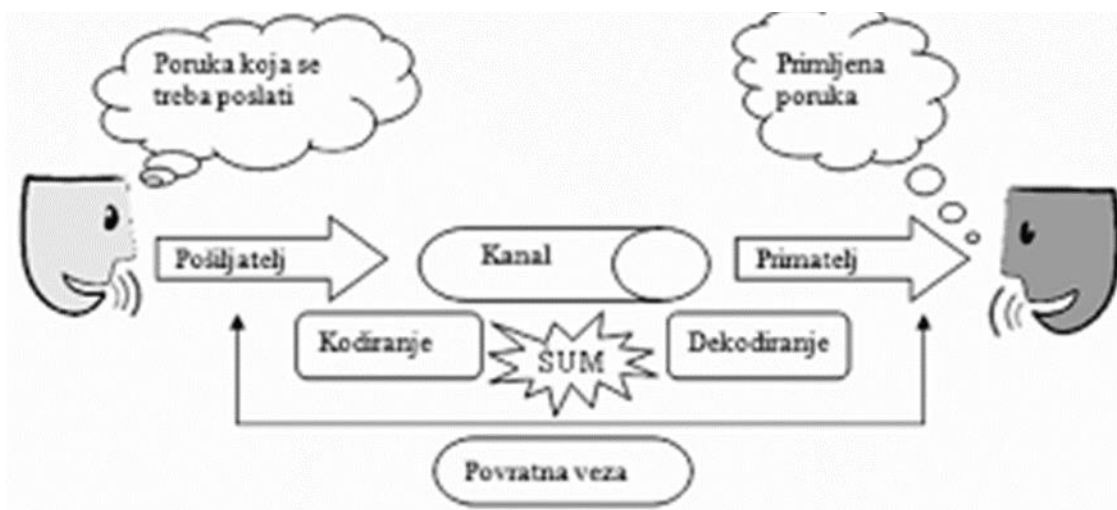 Poruka koja se
treba poslati
Primljena
poruka
Pošiljatelj
Kanal
Primatelj
Kodiranje
SUM
Dekodiranje
Povratna veza